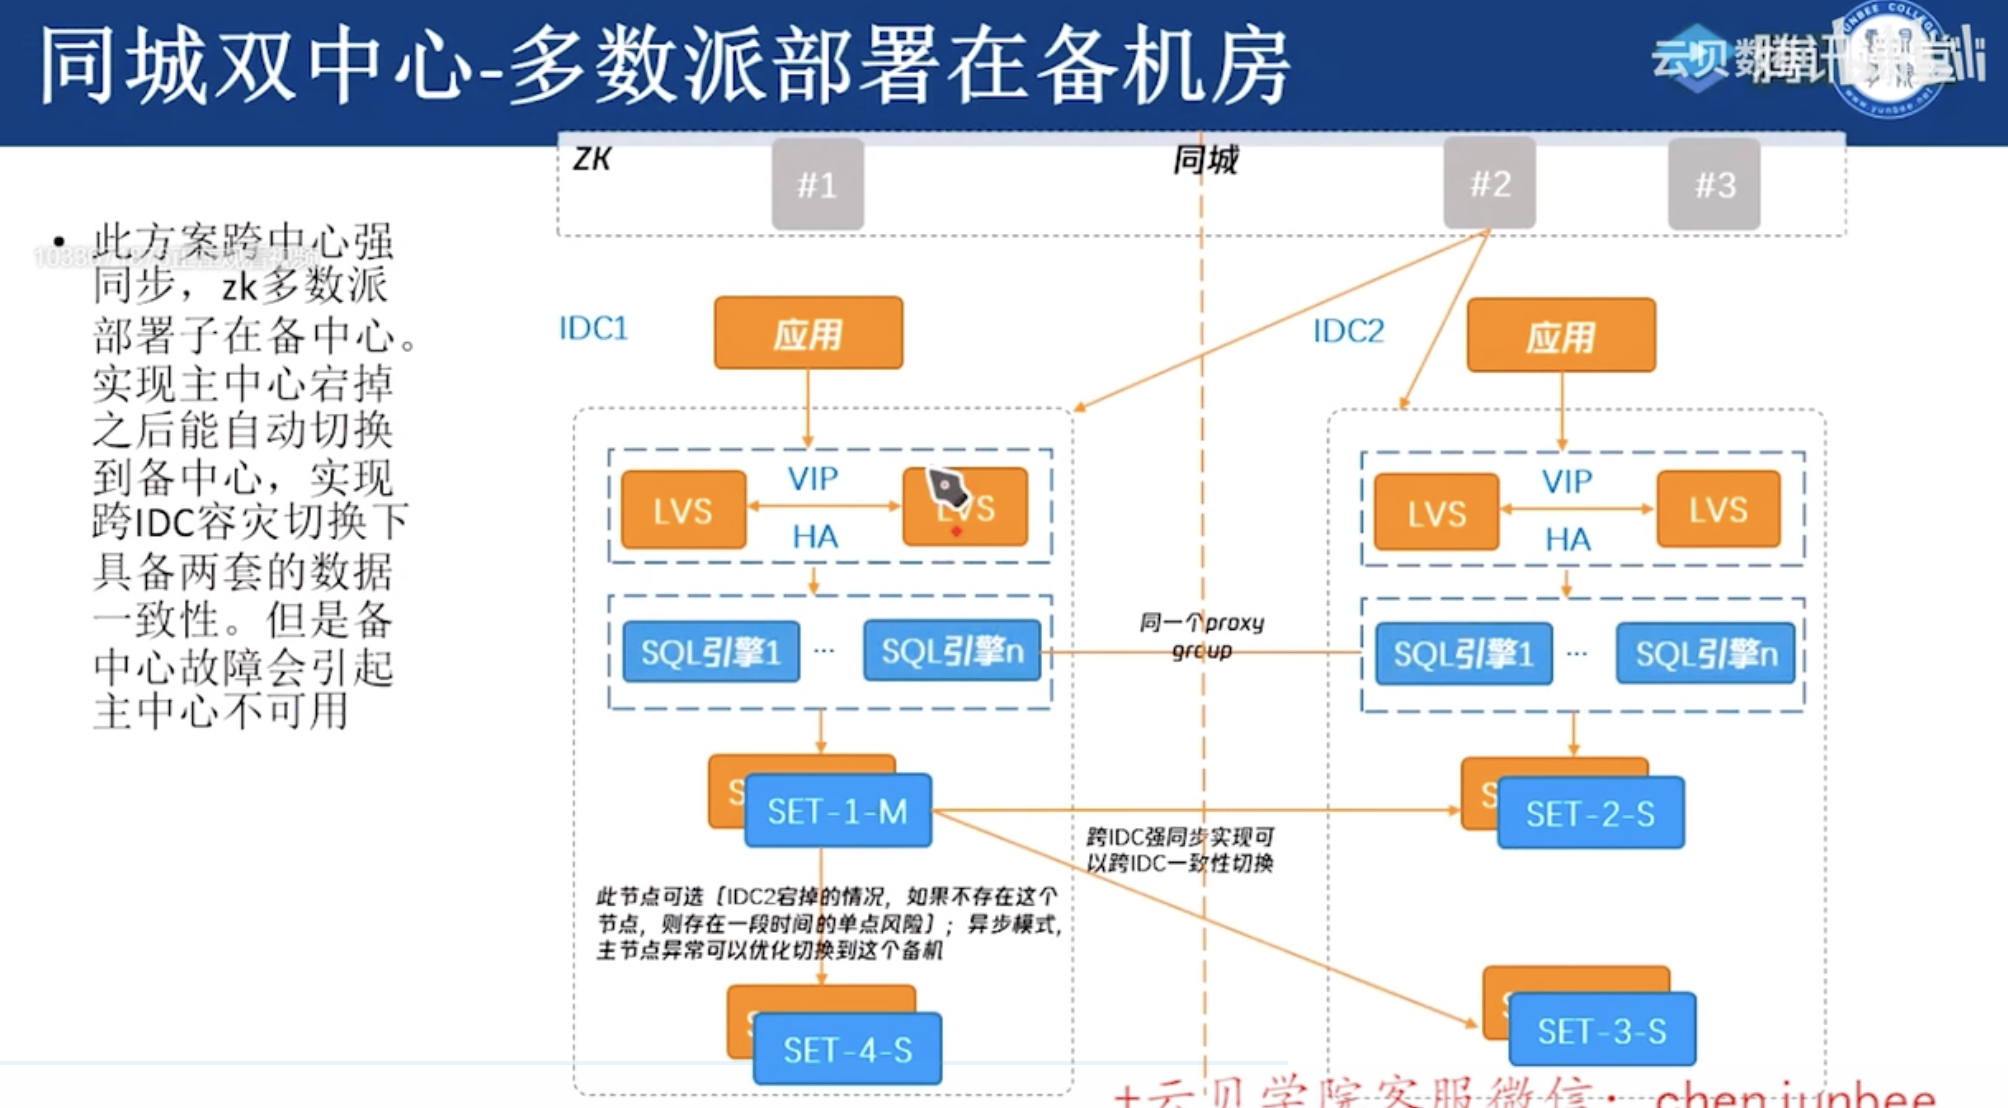 同城双中心-多数派部署在备机房
ZK
#1
同城
#2
#3
• 此方案跨中心强
同步，zk多数派
部署子在备中心。
实现主中心宕掉
之后能自动切换
到备中心，实现
跨IDC容灾切换下
具备两套的数据
一致性。但是备
中心故障会引起
主中心不可用
IDC1
应用
IDC2
应用
LVS
VIP
HA
LVS
LVS
VIP
HA
LVS
SQL引擎1
...
SQL引擎n
同一个proxy
group
SQL引擎1
...
SQL引擎n
SET-1-M
SET-2-S
跨IDC强同步实现可
以跨IDC一致性切换
此节点可选［IDC2宕掉的情况，如果不存在这个
节点，则存在一段时间的单点风险］；异步模式，
主节点异常可以优化切换到这个备机
SET-4-S
SET-3-S
+云贝学院客服微信：chenjunbee